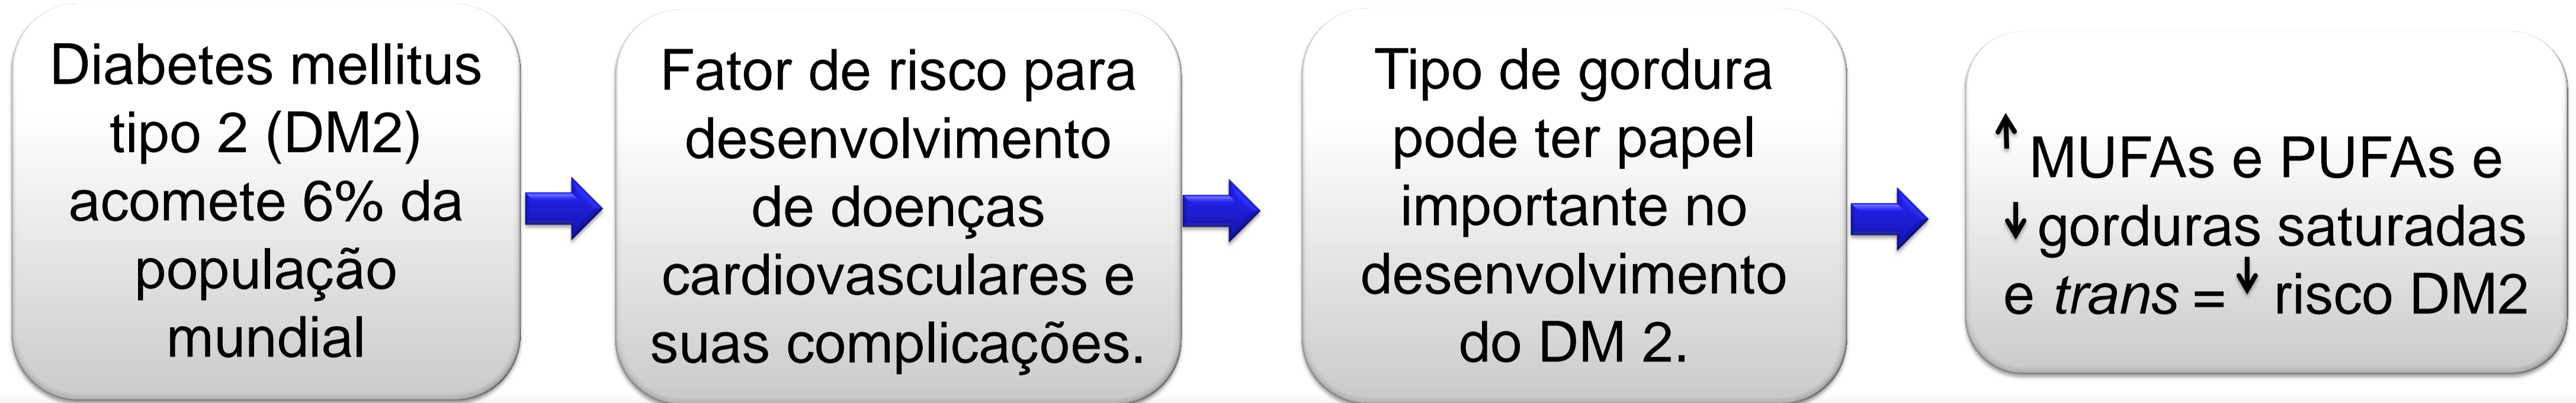 Diabetes mellitus
tipo 2 (DM2)
acomete 6% da
população
mundial
Fator de risco para
desenvolvimento
de doenças
cardiovasculares e
suas complicações.
Tipo de gordura
pode ter papel
importante no
desenvolvimento
do DM 2.
↑ MUFAs e PUFAs e
↓ gorduras saturadas
e trans = ↓ risco DM2